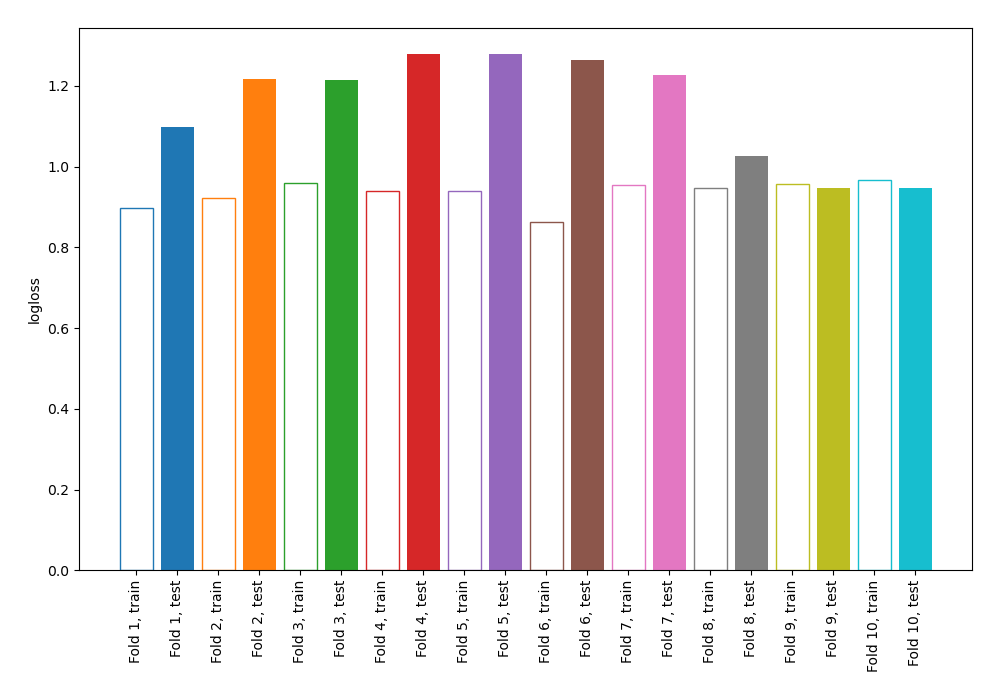 1.2
1.0
0.8
0.6
0.4
0.2
0.0
logloss
Fold 1, train
Fold 1, test
Fold 2, train
Fold 2, test
Fold 3, train
Fold 3, test
Fold 4, train
Fold 4, test
Fold 5, train
Fold 5, test
Fold 6, train
Fold 6, test
Fold 7, train
Fold 7, test
Fold 8, train
Fold 8, test
Fold 9, train
Fold 9, test
Fold 10, train
Fold 10, test